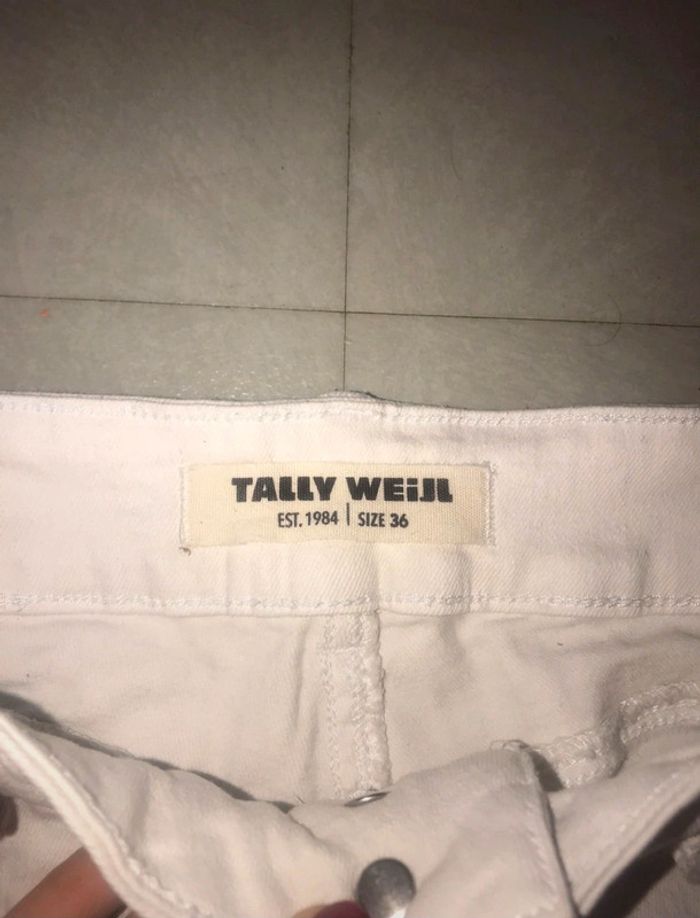 TALLY WEiJL
EST. 1984 | SIZE 36